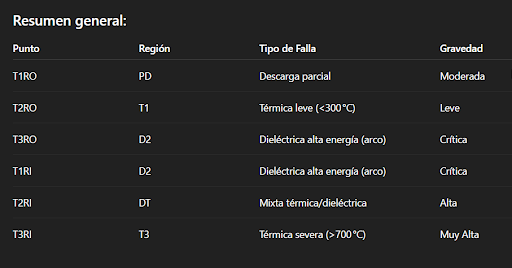 Resumen general:
Punto Región Tipo de Falla Gravedad
T1RO PD Descarga parcial Moderada
T2RO T1 Térmica leve (<300 °C) Leve
T3RO D2 Dieléctrica alta energía (arco) Crítica
T1RI D2 Dieléctrica alta energía (arco) Crítica
T2RI DT Mixta térmica/dieléctrica Alta
T3RI T3 Térmica severa (>700 °C) Muy Alta